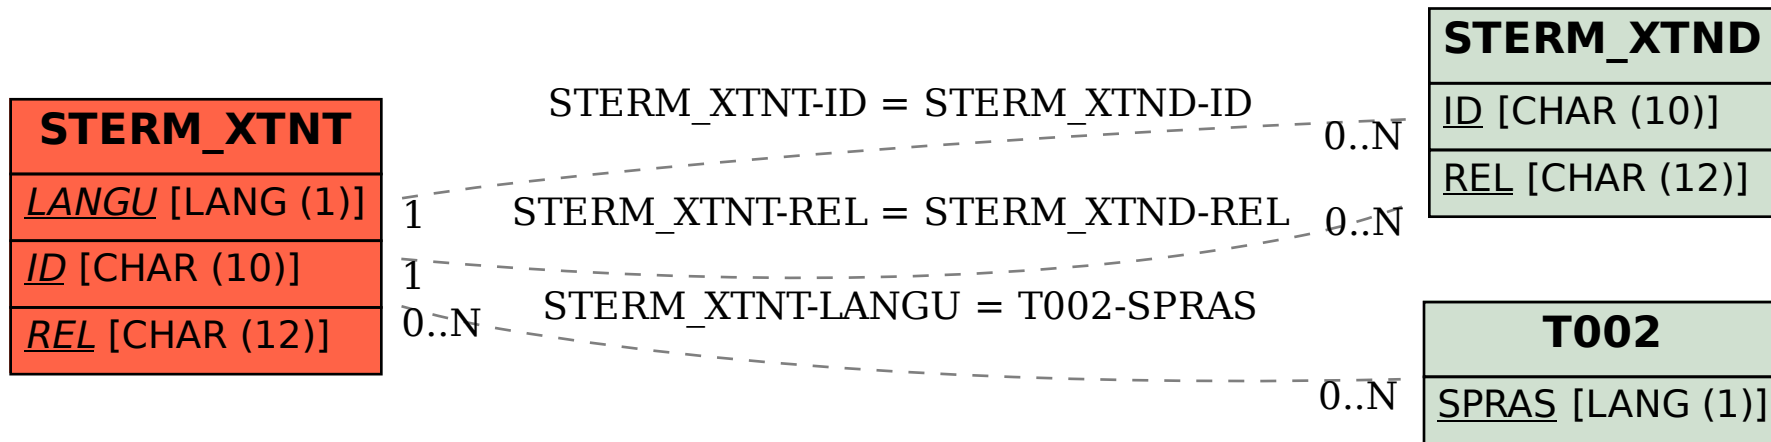 STERM_XTNT
LANGU [LANG (1)]
ID [CHAR (10)]
REL [CHAR (12)]
STERM_XTNT-ID = STERM_XTND-ID
1
0..N
STERM_XTNT-REL = STERM_XTND-REL
1
0..N
STERM_XTNT-LANGU = T002-SPRAS
0..N
0..N
STERM_XTND
ID [CHAR (10)]
REL [CHAR (12)]
T002
SPRAS [LANG (1)]